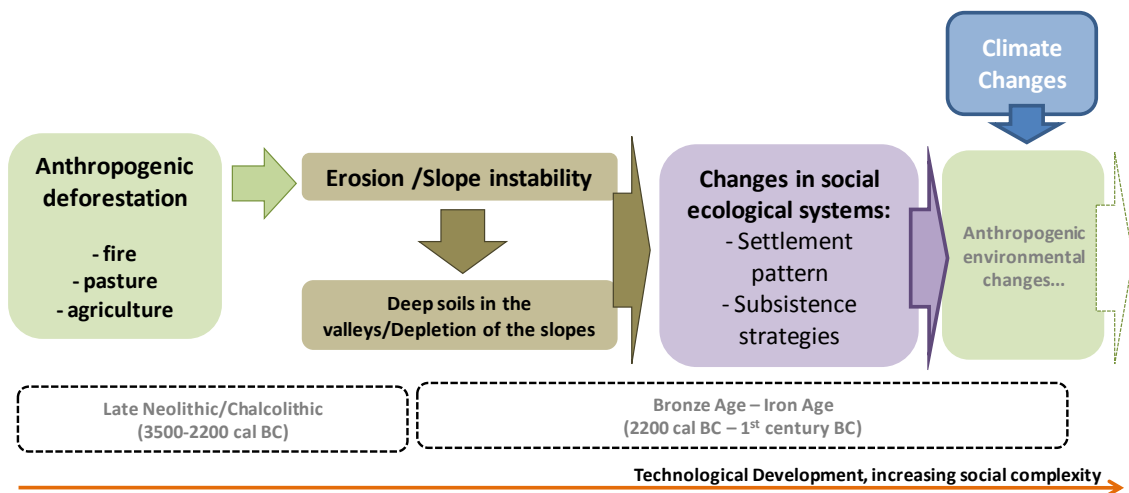 Climate
Changes
Anthropogenic
deforestation
- fire
- pasture
- agriculture
Erosion /Slope instability
Deep soils in the
valleys/Depletion of the slopes
Changes in social
ecological systems:
- Settlement
pattern
- Subsistence
strategies
Anthropogenic
environmental
changes...
Late Neolithic/Chalcolithic
(3500-2200 cal BC)
Bronze Age – Iron Age
(2200 cal BC – 1st century BC)
Technological Development, increasing social complexity